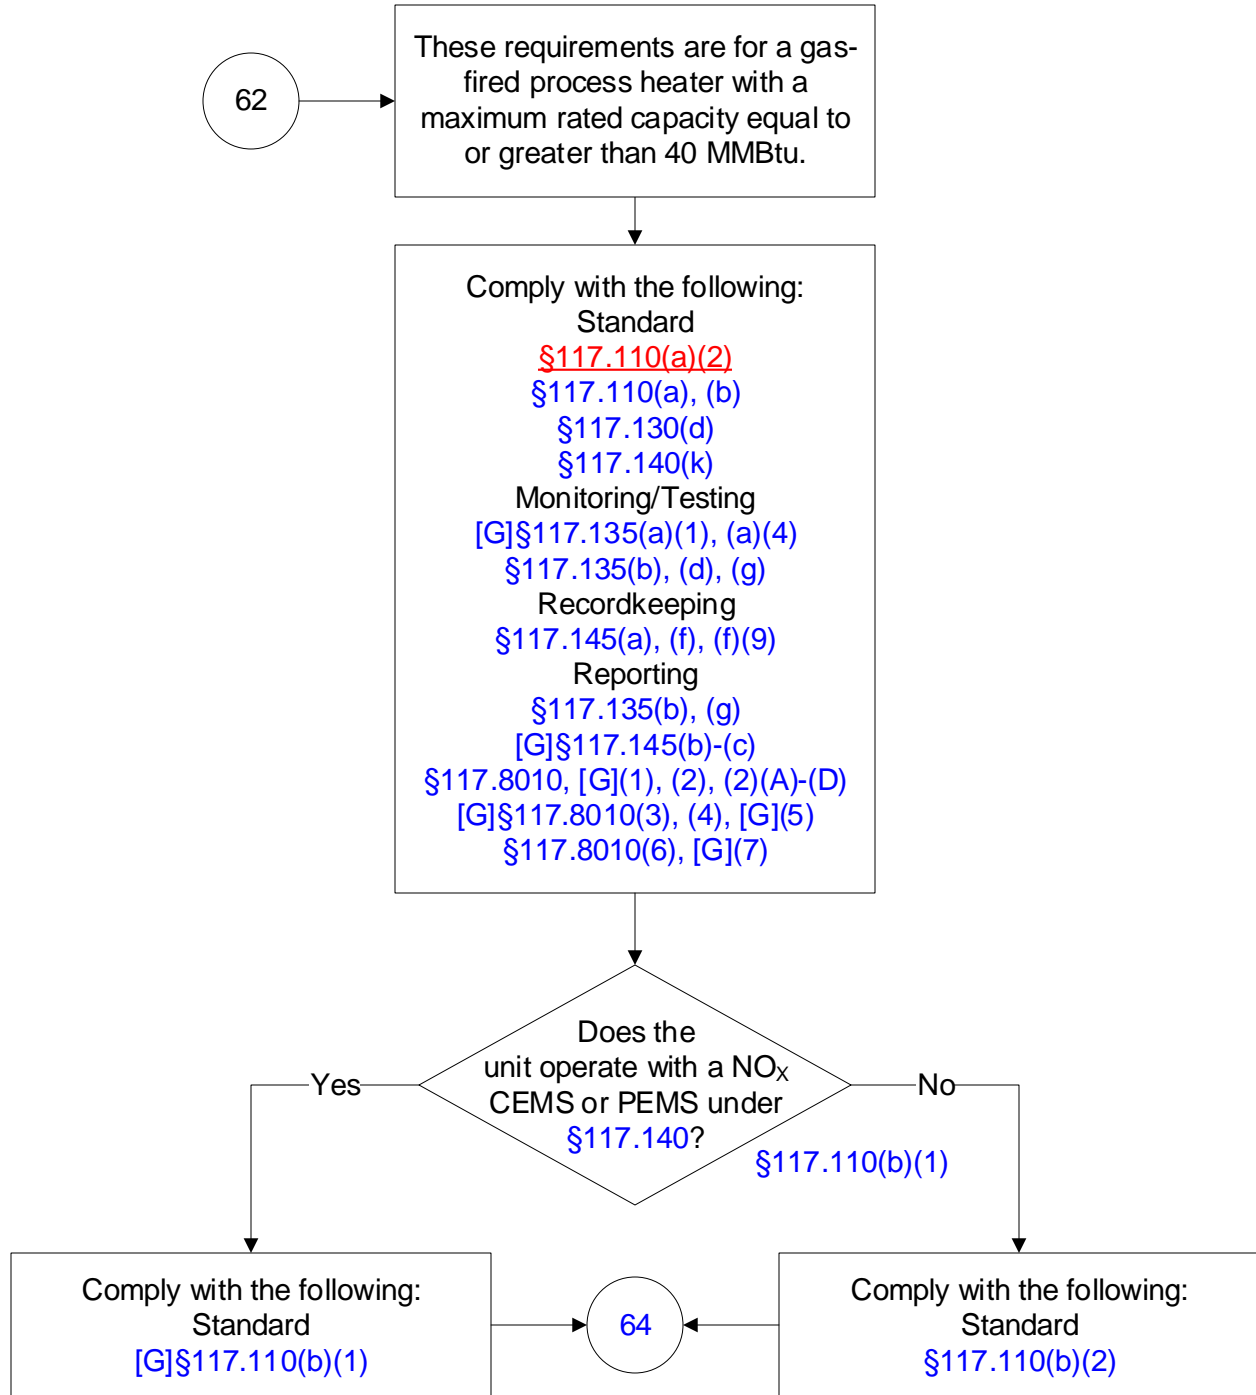 62
These requirements are for a gas-
fired process heater with a
maximum rated capacity equal to
or greater than 40 MMBtu.
Comply with the following:
Standard
§117.110(a)(2)
§117.110(a), (b)
§117.130(d)
§117.140(k)
Monitoring/Testing
[G]§117.135(a)(1), (a)(4)
§117.135(b), (d), (g)
Recordkeeping
§117.145(a), (f), (f)(9)
Reporting
§117.135(b), (g)
[G]§117.145(b)-(c)
§117.8010, [G](1), (2), (2)(A)-(D)
[G]§117.8010(3), (4), [G](5)
§117.8010(6), [G](7)
Does the
unit operate with a NOX
CEMS or PEMS under
§117.140?
Yes
No
§117.110(b)(1)
Comply with the following:
Standard
[G]§117.110(b)(1)
64
Comply with the following:
Standard
§117.110(b)(2)